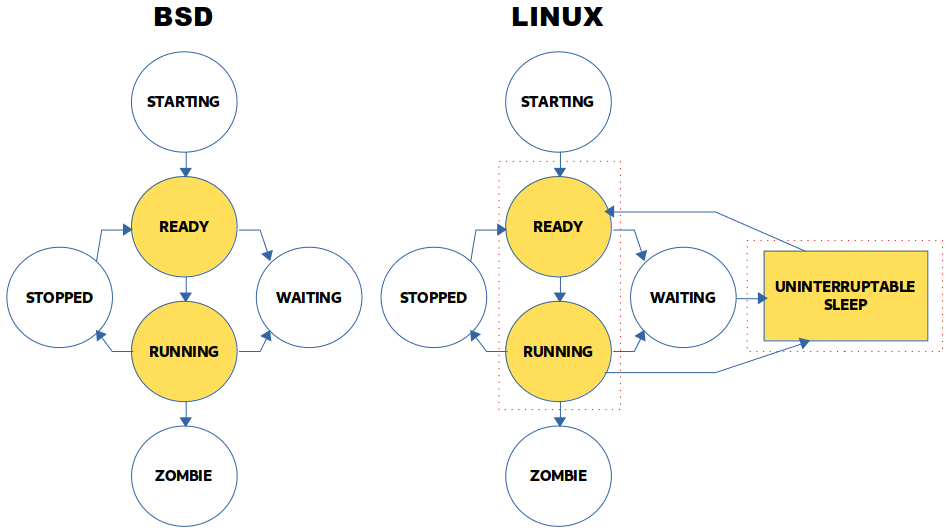 BSD
STARTING
READY
STOPPED
WAITING
RUNNING
ZOMBIE
LINUX
STARTING
READY
STOPPED
WAITING
UNINTERRUPTABLE
SLEEP
RUNNING
ZOMBIE